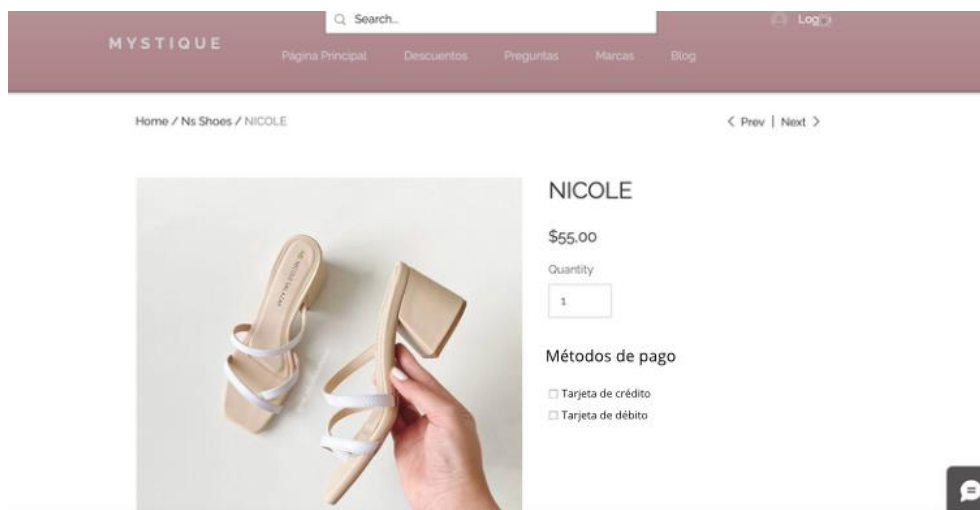 Search...
Log
MYSTIQUE
Página Principal Descuentos Preguntas Marcas Blog
Home / Ns Shoes / NICOLE
< Prev | Next >
NICOLE
$55.00
Quantity
1
Métodos de pago
Tarjeta de crédito
Tarjeta de débito